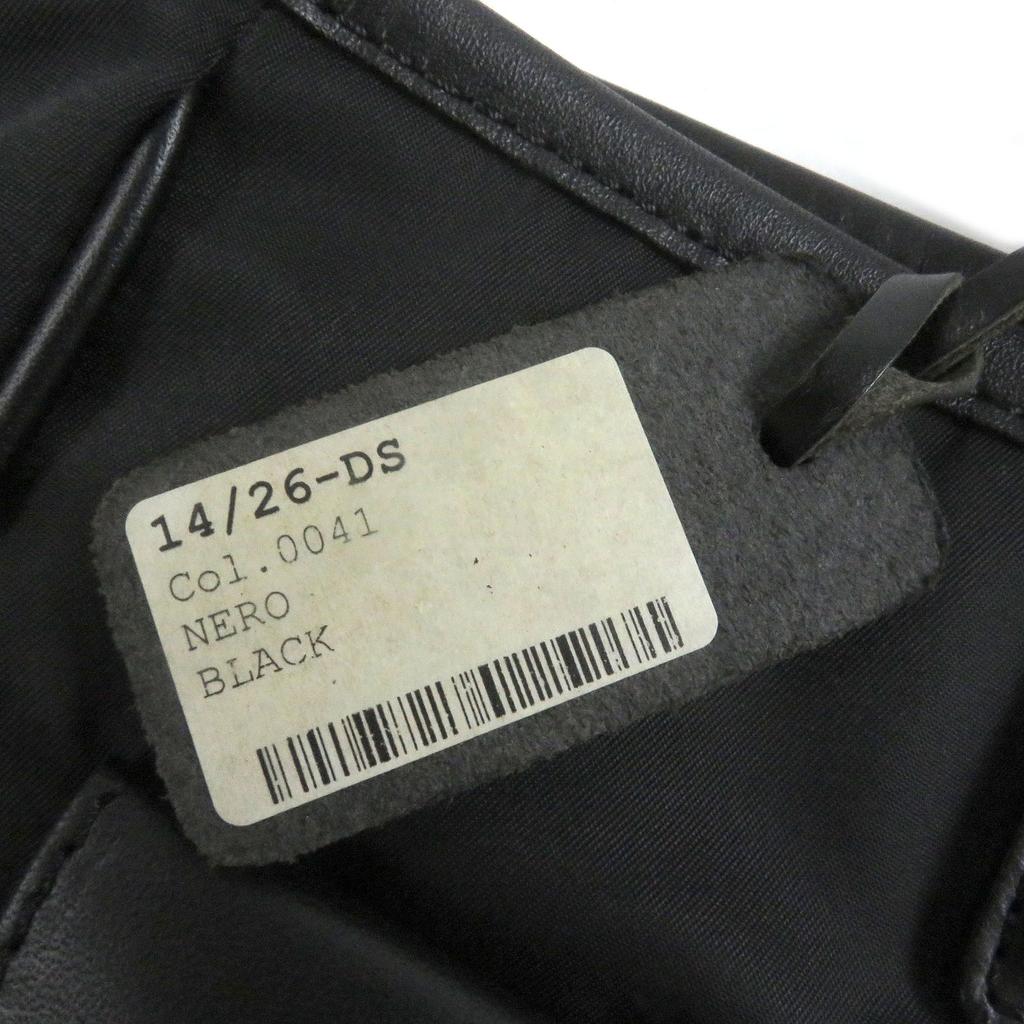 14/26-DS
Col.0041
NERO
BLACK